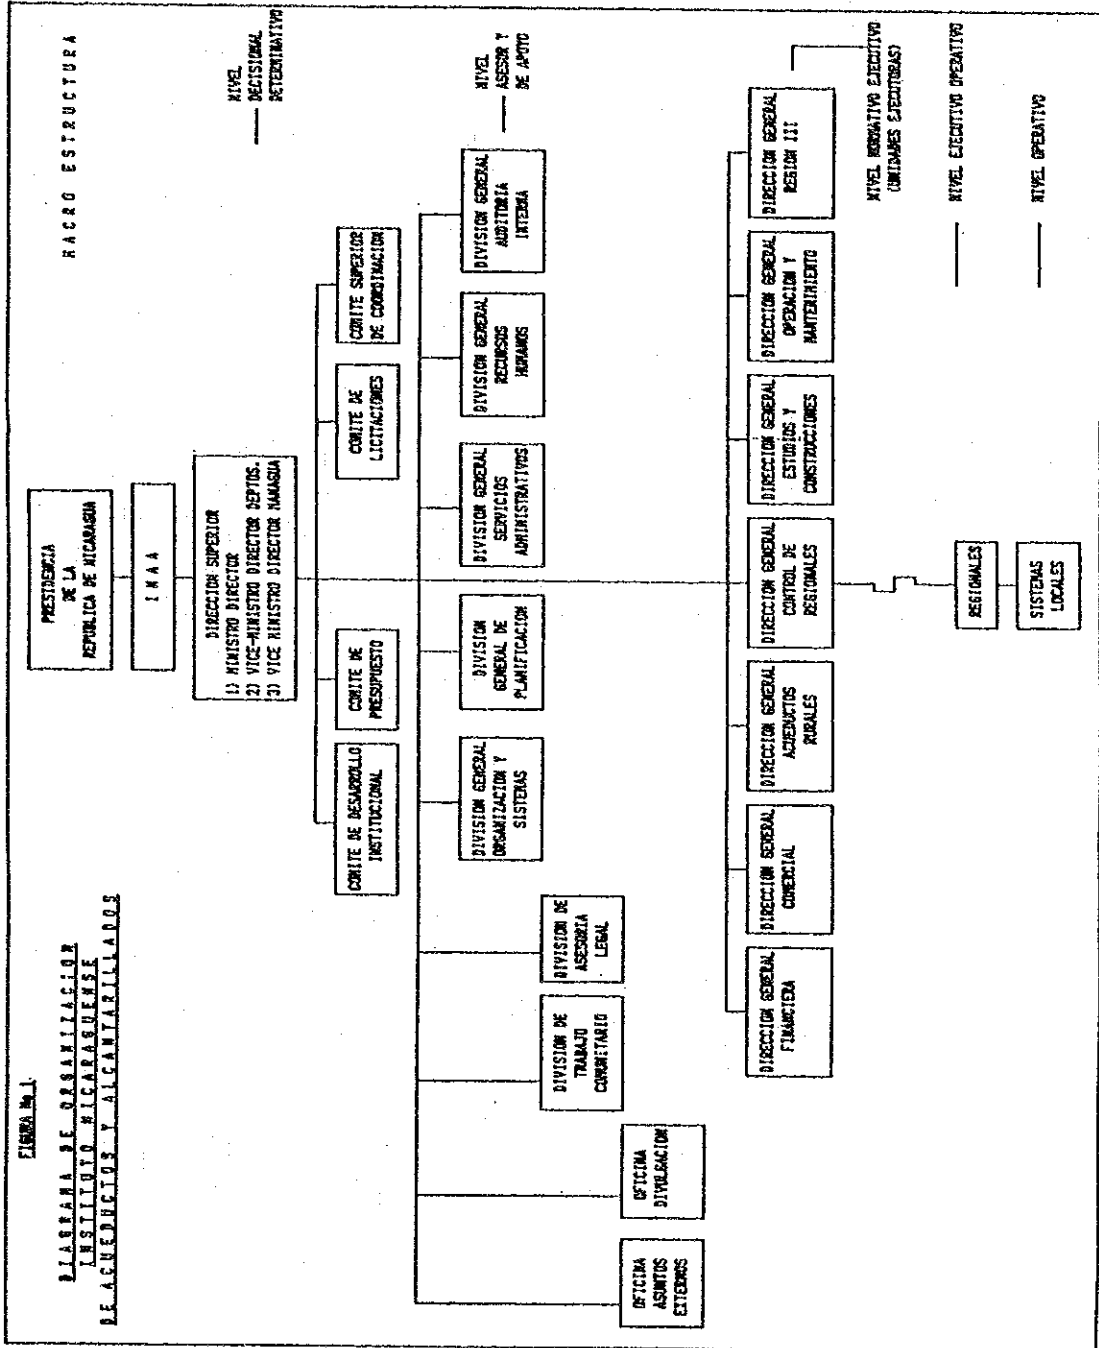 FIGURA No 1
DIAGRAMA DE ORGANIZACION
INSTITUTO NICARAGUENSE
DE ACUEDUCTOS Y ALCANTARILLADOS
MACRO ESTRUCTURA
PRESIDENCIA
DE LA
REPUBLICA DE NICARAGUA
I N A A
DIRECCION SUPERIOR
1) MINISTRO DIRECTOR
2) VICE-MINISTRO DIRECTOR DEPTOS.
3) VICE MINISTRO DIRECTOR MANAGUA
NIVEL
DECISIONAL
DETERMINATIVO
COMITE DE DESARROLLO
INSTITUCIONAL
COMITE DE
PRESUPUESTO
COMITE DE
LICITACIONES
COMITE SUPERIOR
DE COORDINACION
NIVEL
ASESOR Y
DE APOYO
DIVISION GENERAL
ORGANIZACION Y
SISTEMAS
DIVISION
GENERAL DE
PLANIFICACION
DIVISION GENERAL
SERVICIOS
ADMINISTRATIVOS
DIVISION GENERAL
RECURSOS
HUMANOS
DIVISION GENERAL
AUDITORIA
INTERNA
DIVISION DE
TRABAJO
COMUNITARIO
DIVISION DE
ASESORIA
LEGAL
OFICINA
ASUNTOS
EXTERNOS
OFICINA
DIVULGACION
DIRECCION GENERAL
FINANCIERA
DIRECCION GENERAL
COMERCIAL
DIRECCION GENERAL
ACUEDUCTOS
RURALES
DIRECCION GENERAL
CONTROL DE
REGIONALES
DIRECCION GENERAL
ESTUDIOS Y
CONSTRUCCIONES
DIRECCION GENERAL
OPERACION Y
MANTENIMIENTO
DIRECCION GENERAL
REGION III
NIVEL NORMATIVO EJECUTIVO
(UNIDADES EJECUTORAS)
REGIONALES
NIVEL EJECUTIVO OPERATIVO
SISTEMAS
LOCALES
NIVEL OPERATIVO